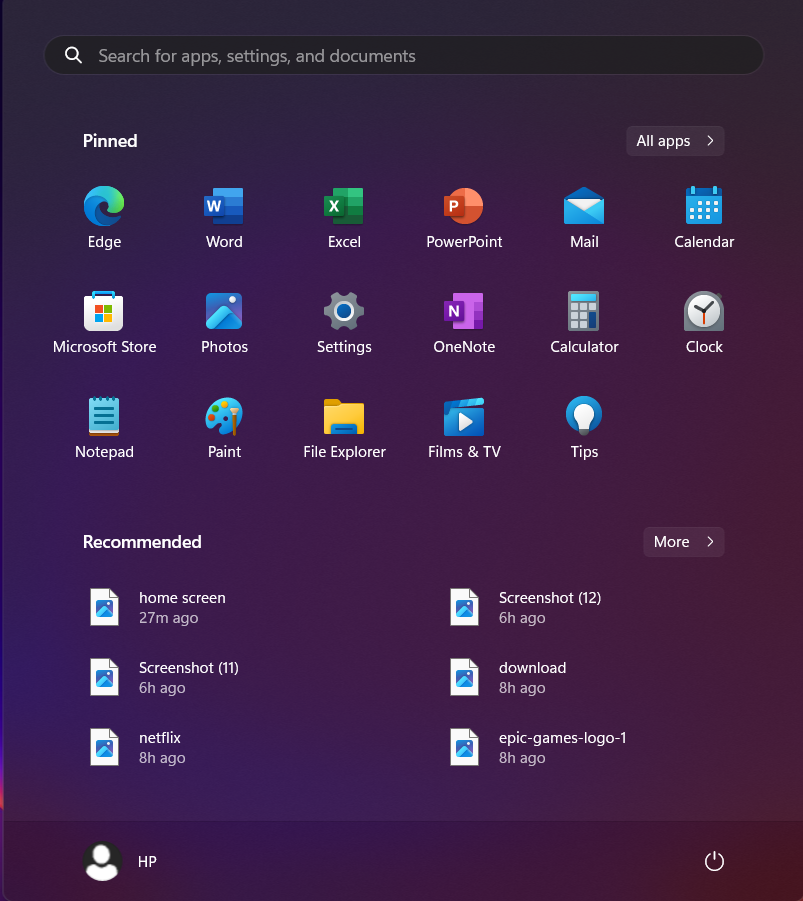 Search for apps, settings, and documents
Pinned
All apps
Edge
Word
Excel
PowerPoint
Mail
Calendar
Microsoft Store
Photos
Settings
OneNote
Calculator
Clock
Notepad
Paint
File Explorer
Films & TV
Tips
Recommended
More
home screen
27m ago
Screenshot (12)
6h ago
Screenshot (11)
6h ago
download
8h ago
netflix
8h ago
epic-games-logo-1
8h ago
HP